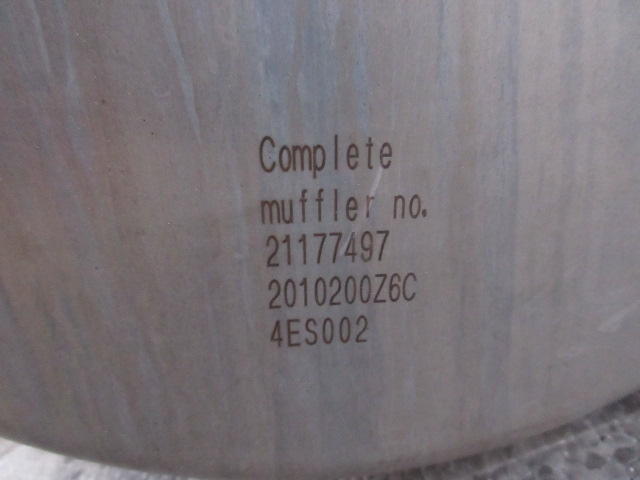 Complete
muffler no.
21177497
2010200Z6C
4ES002